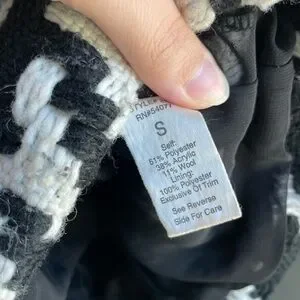 STYLE#
RN#54077
S
Self:
51% Polyester
38% Acrylic
11% Wool
Lining:
100% Polyester
Exclusive Of Trim
See Reverse
Side For Care